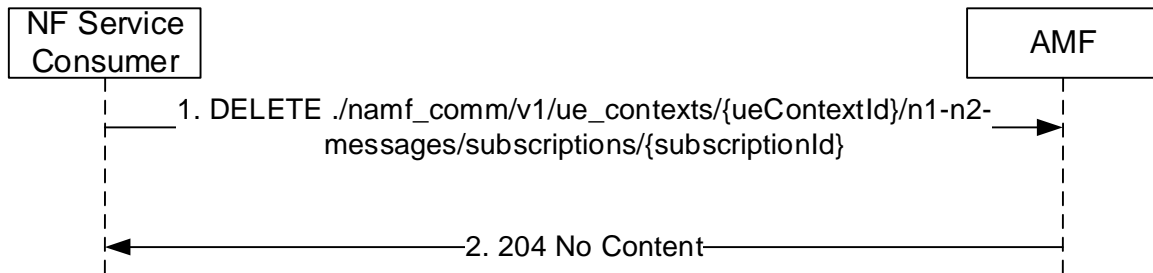 NF Service
Consumer
AMF
1. DELETE ./namf_comm/v1/ue_contexts/{ueContextId}/n1-n2-
messages/subscriptions/{subscriptionId}
2. 204 No Content